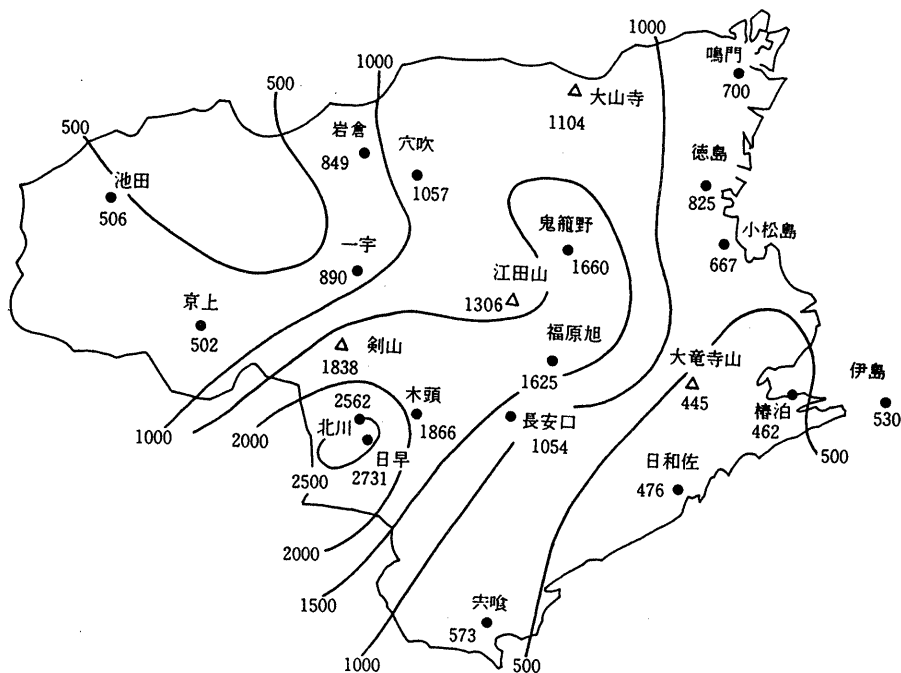 1000
鳴門
700
1000
大山寺
1104
500
500
岩倉
849
穴吹
1057
徳島
825
池田
506
鬼籠野
1660
小松島
667
一宇
890
江田山
1306
京上
502
剣山
1838
福原旭
1625
大竜寺山
445
伊島
530
椿泊
462
木頭
1866
2562
北川
日早
2731
長安口
1054
1000
2000
2500
日和佐
476
500
2000
1500
宍喰
573
1000
500